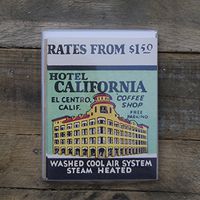 RATES FROM $1.50
HOTEL
CALIFORNIA
EL CENTRO,
CALIF.
COFFEE
SHOP
FREE
PARKING
WASHED COOL AIR SYSTEM
STEAM HEATED